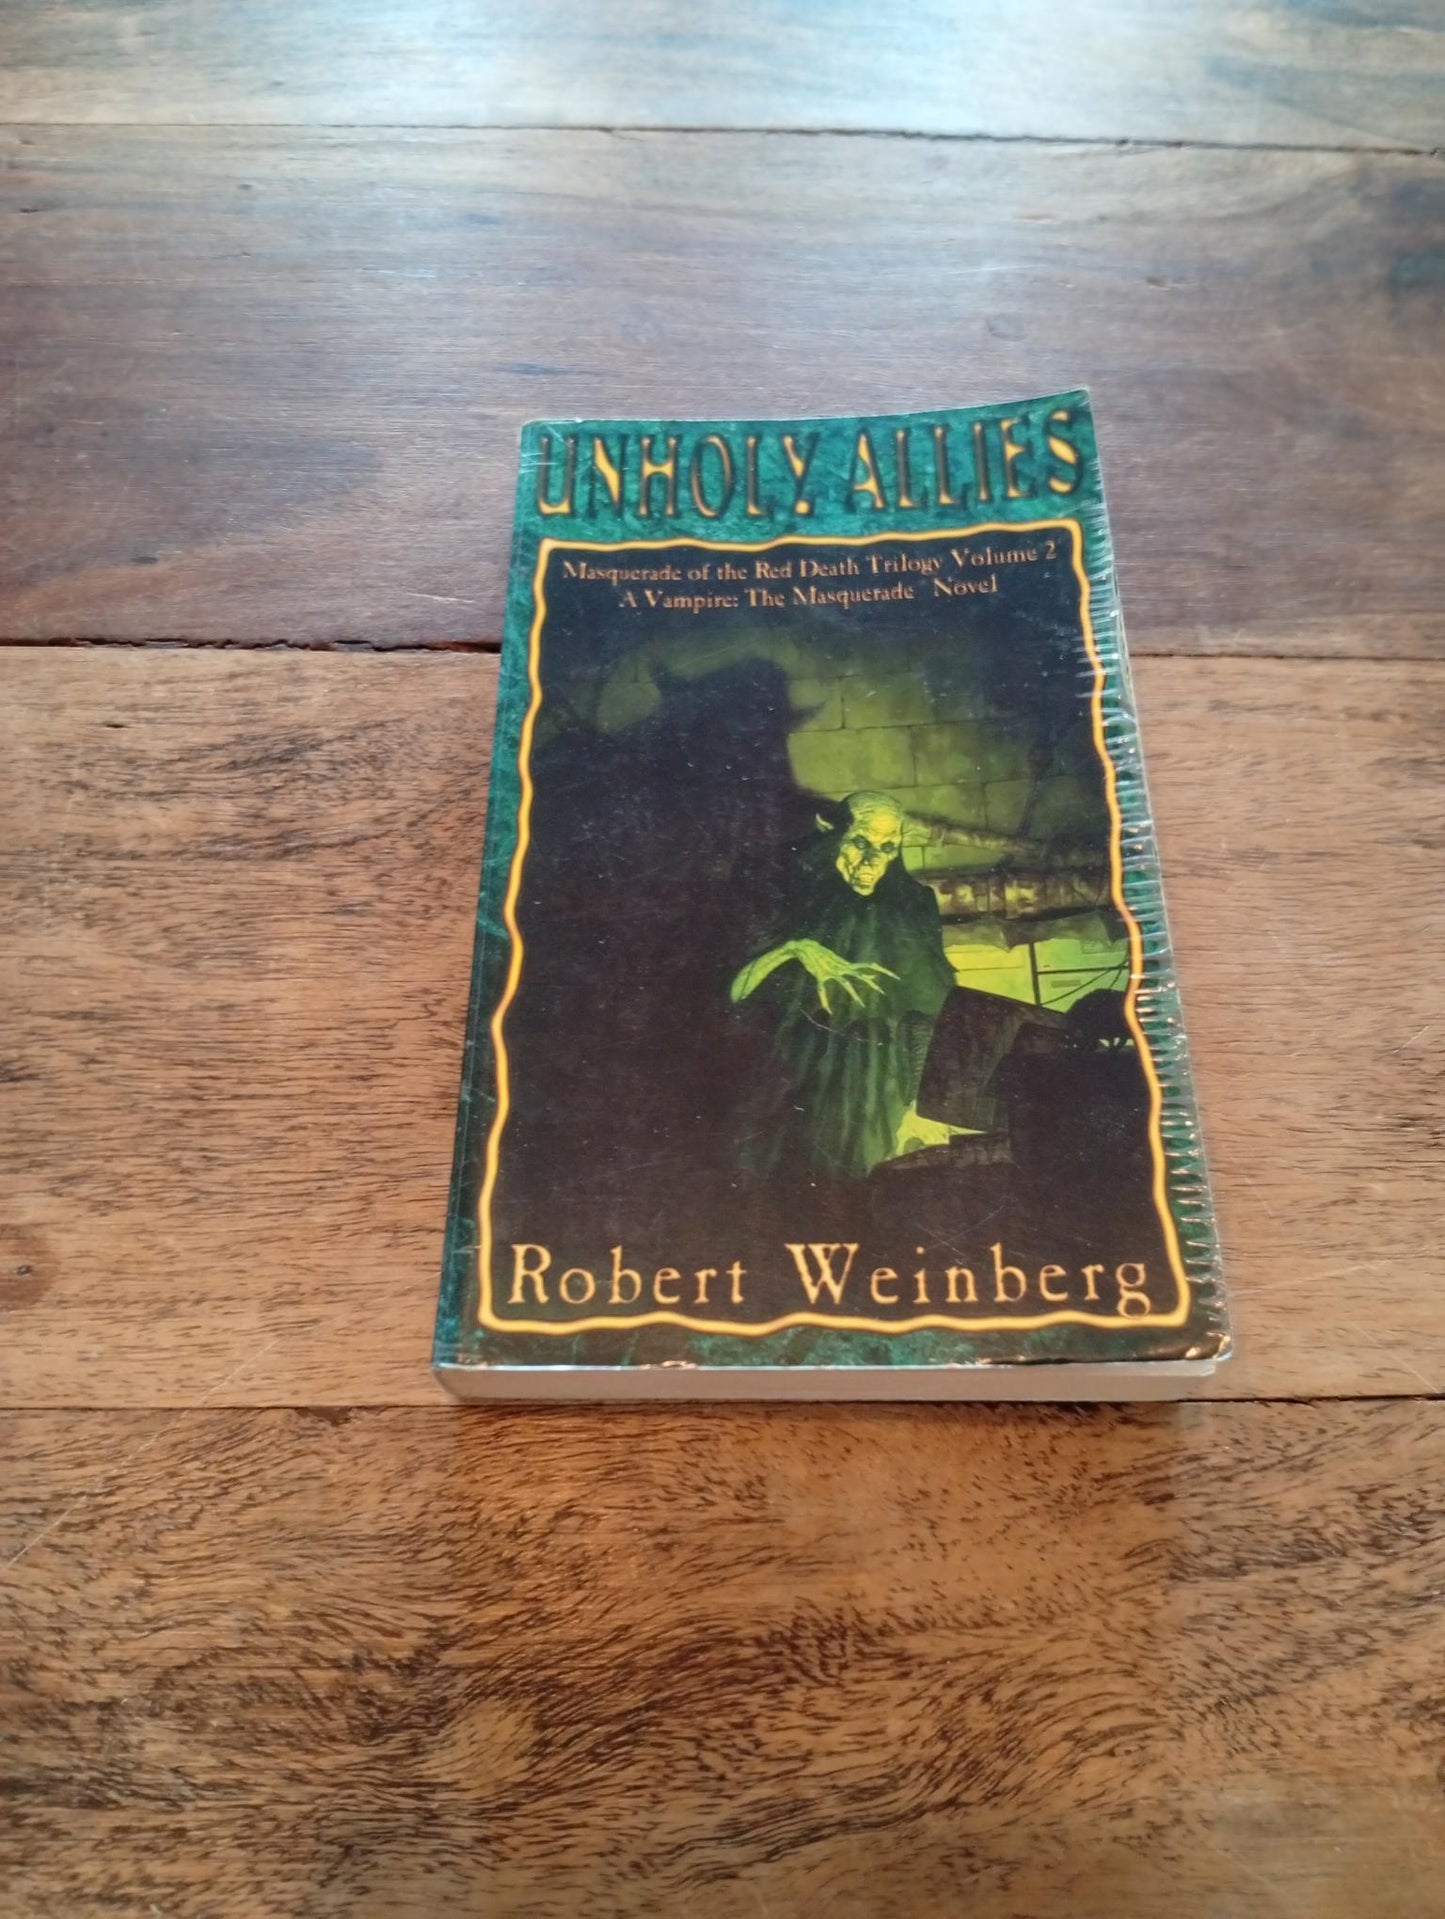 UNHOLY ALLIES
Masquerade of the Red Death Trilogy Volume 2
A Vampire: The Masquerade Novel
Robert Weinberg